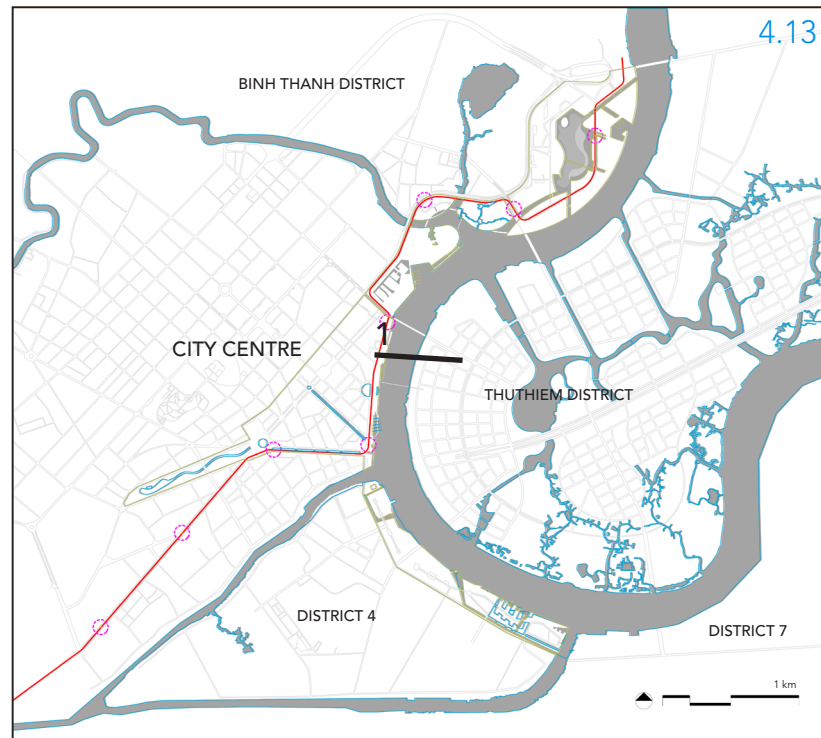 4.13
BINH THANH DISTRICT
1
CITY CENTRE
THUTHIEM DISTRICT
DISTRICT 4
DISTRICT 7
1 km